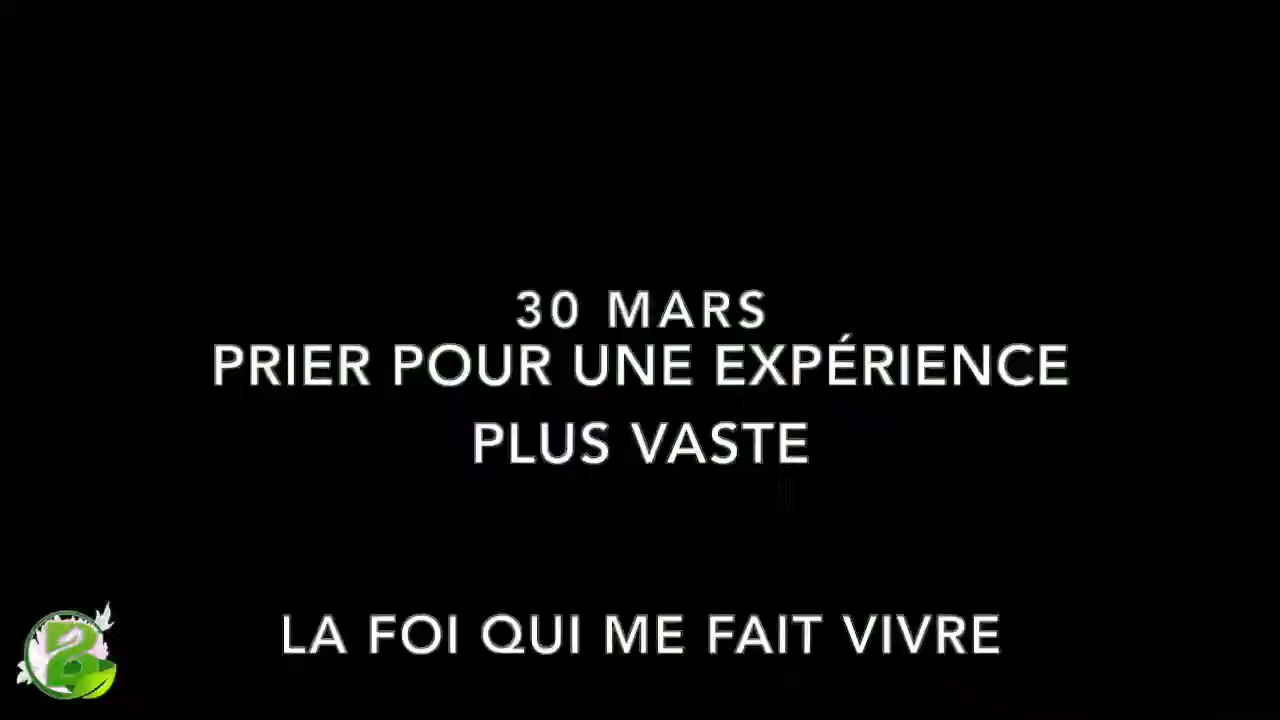 30 MARS
PRIER POUR UNE EXPÉRIENCE
PLUS VASTE
LA FOI QUI ME FAIT VIVRE